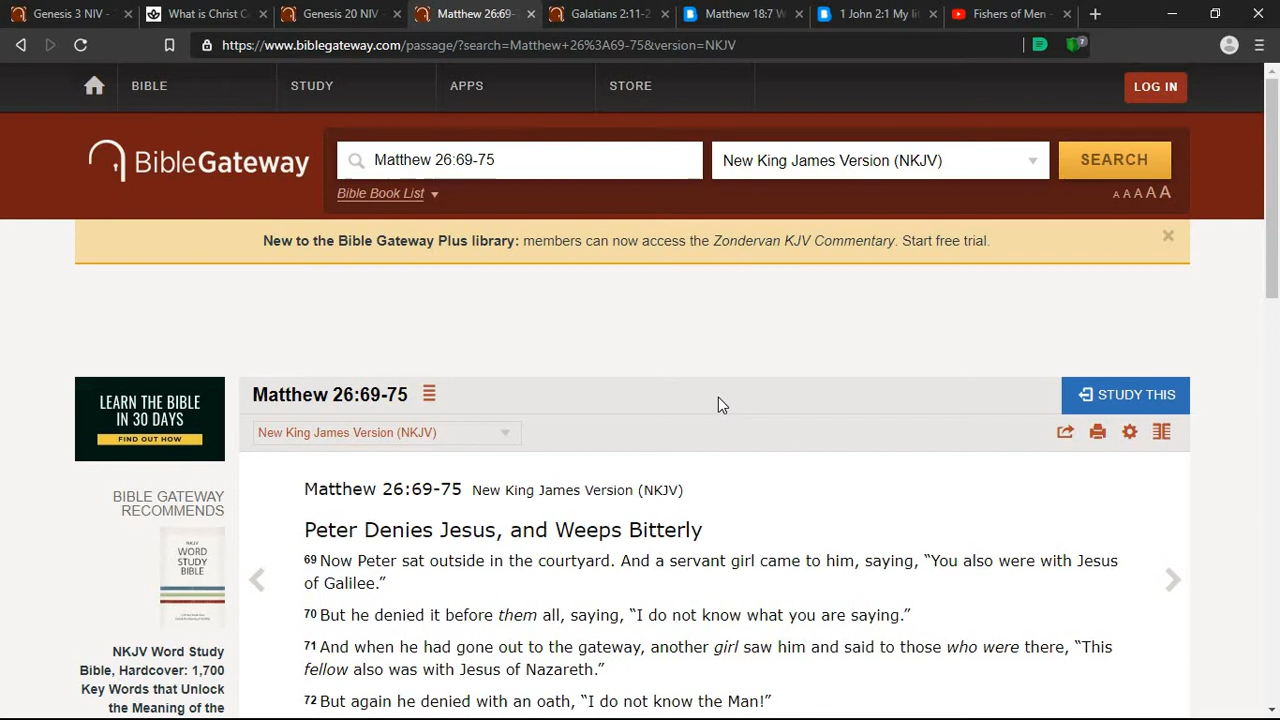 Genesis 3 NIV -
What is Christ C
Genesis 20 NIV -
Matthew 26:69-
Galatians 2:11-2
Matthew 18:7 W
1 John 2:1 My lit
Fishers of Men -
https://www.biblegateway.com/passage/?search=Matthew+26%3A69-75&version=NKJV
7
BIBLE
STUDY
APPS
STORE
LOG IN
BibleGateway
Matthew 26:69-75
New King James Version (NKJV)
SEARCH
Bible Book List
A A A A A
New to the Bible Gateway Plus library: members can now access the Zondervan KJV Commentary. Start free trial.
LEARN THE BIBLE
IN 30 DAYS
FIND OUT HOW
Matthew 26:69-75
STUDY THIS
New King James Version (NKJV)
BIBLE GATEWAY
RECOMMENDS
NKJV
WORD
STUDY
BIBLE
NKJV Word Study
Bible, Hardcover: 1,700
Key Words that Unlock
the Meaning of the
Matthew 26:69-75 New King James Version (NKJV)
Peter Denies Jesus, and Weeps Bitterly
69 Now Peter sat outside in the courtyard. And a servant girl came to him, saying, “You also were with Jesus
of Galilee.”
70 But he denied it before them all, saying, “I do not know what you are saying.”
71 And when he had gone out to the gateway, another girl saw him and said to those who were there, “This
fellow also was with Jesus of Nazareth.”
72 But again he denied with an oath, “I do not know the Man!”